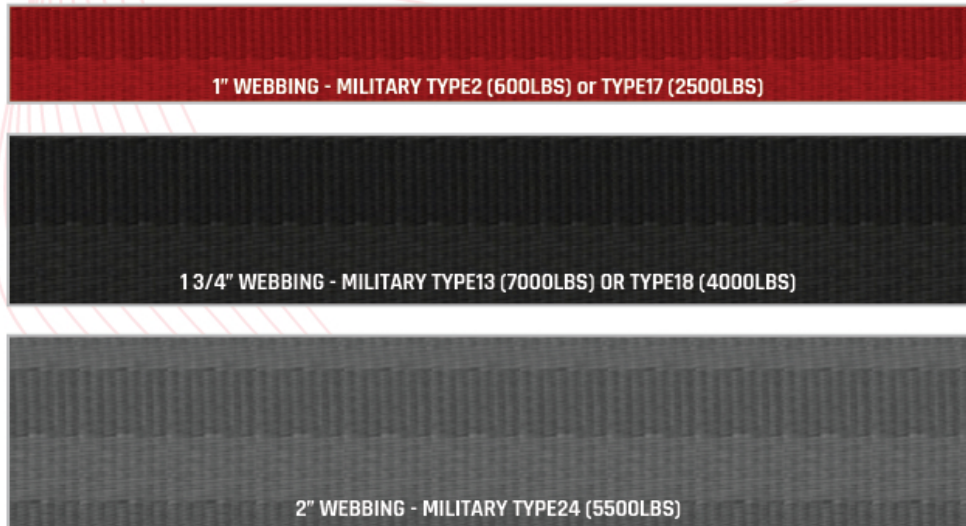 1" WEBBING - MILITARY TYPE2 (600LBS) or TYPE17 (2500LBS)
1 3/4" WEBBING - MILITARY TYPE13 (7000LBS) OR TYPE18 (4000LBS)
2" WEBBING - MILITARY TYPE24 (5500LBS)